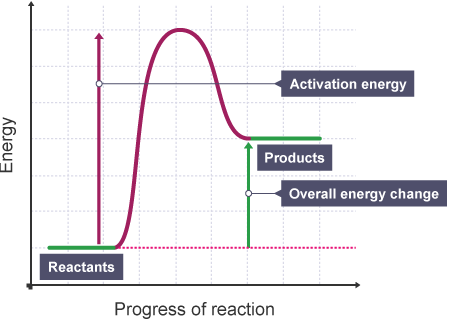 Energy
Activation energy
Products
Overall energy change
Reactants
Progress of reaction